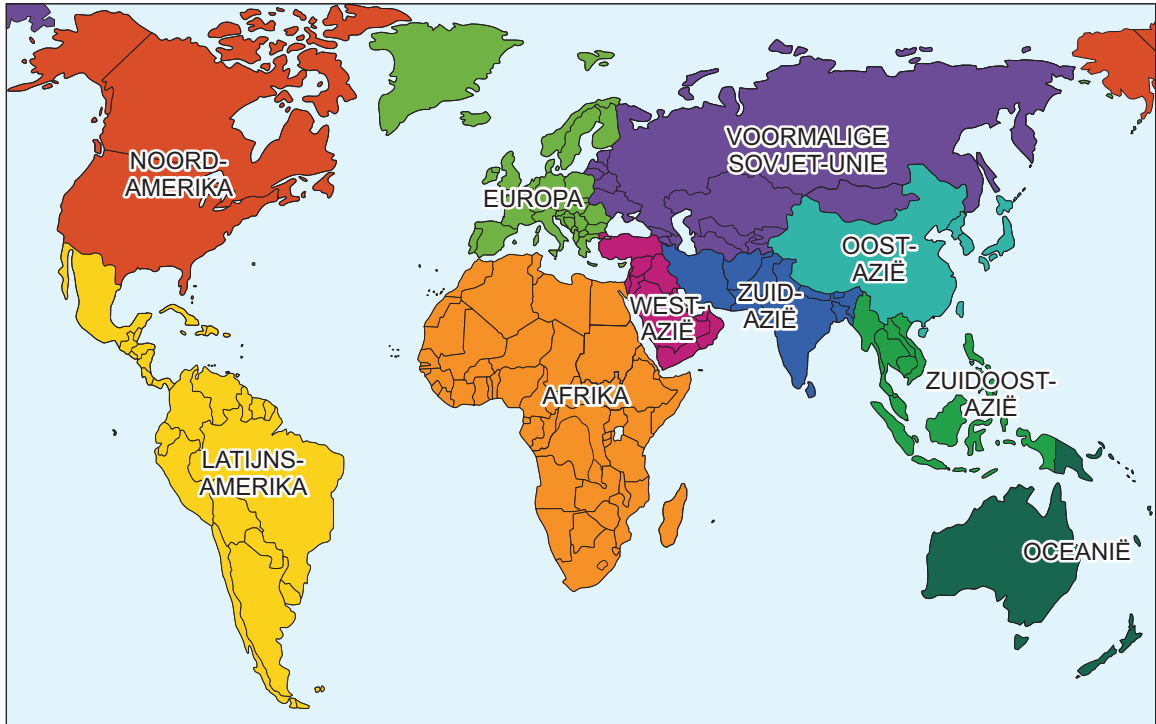 NOORD-
AMERIKA
VOORMALIGE
SOVJET-UNIE
EUROPA
OOST-
AZIË
WEST-
AZIË
ZUID-
AZIË
AFRIKA
ZUIDOOST-
AZIË
LATIJNS-
AMERIKA
OCEANIË